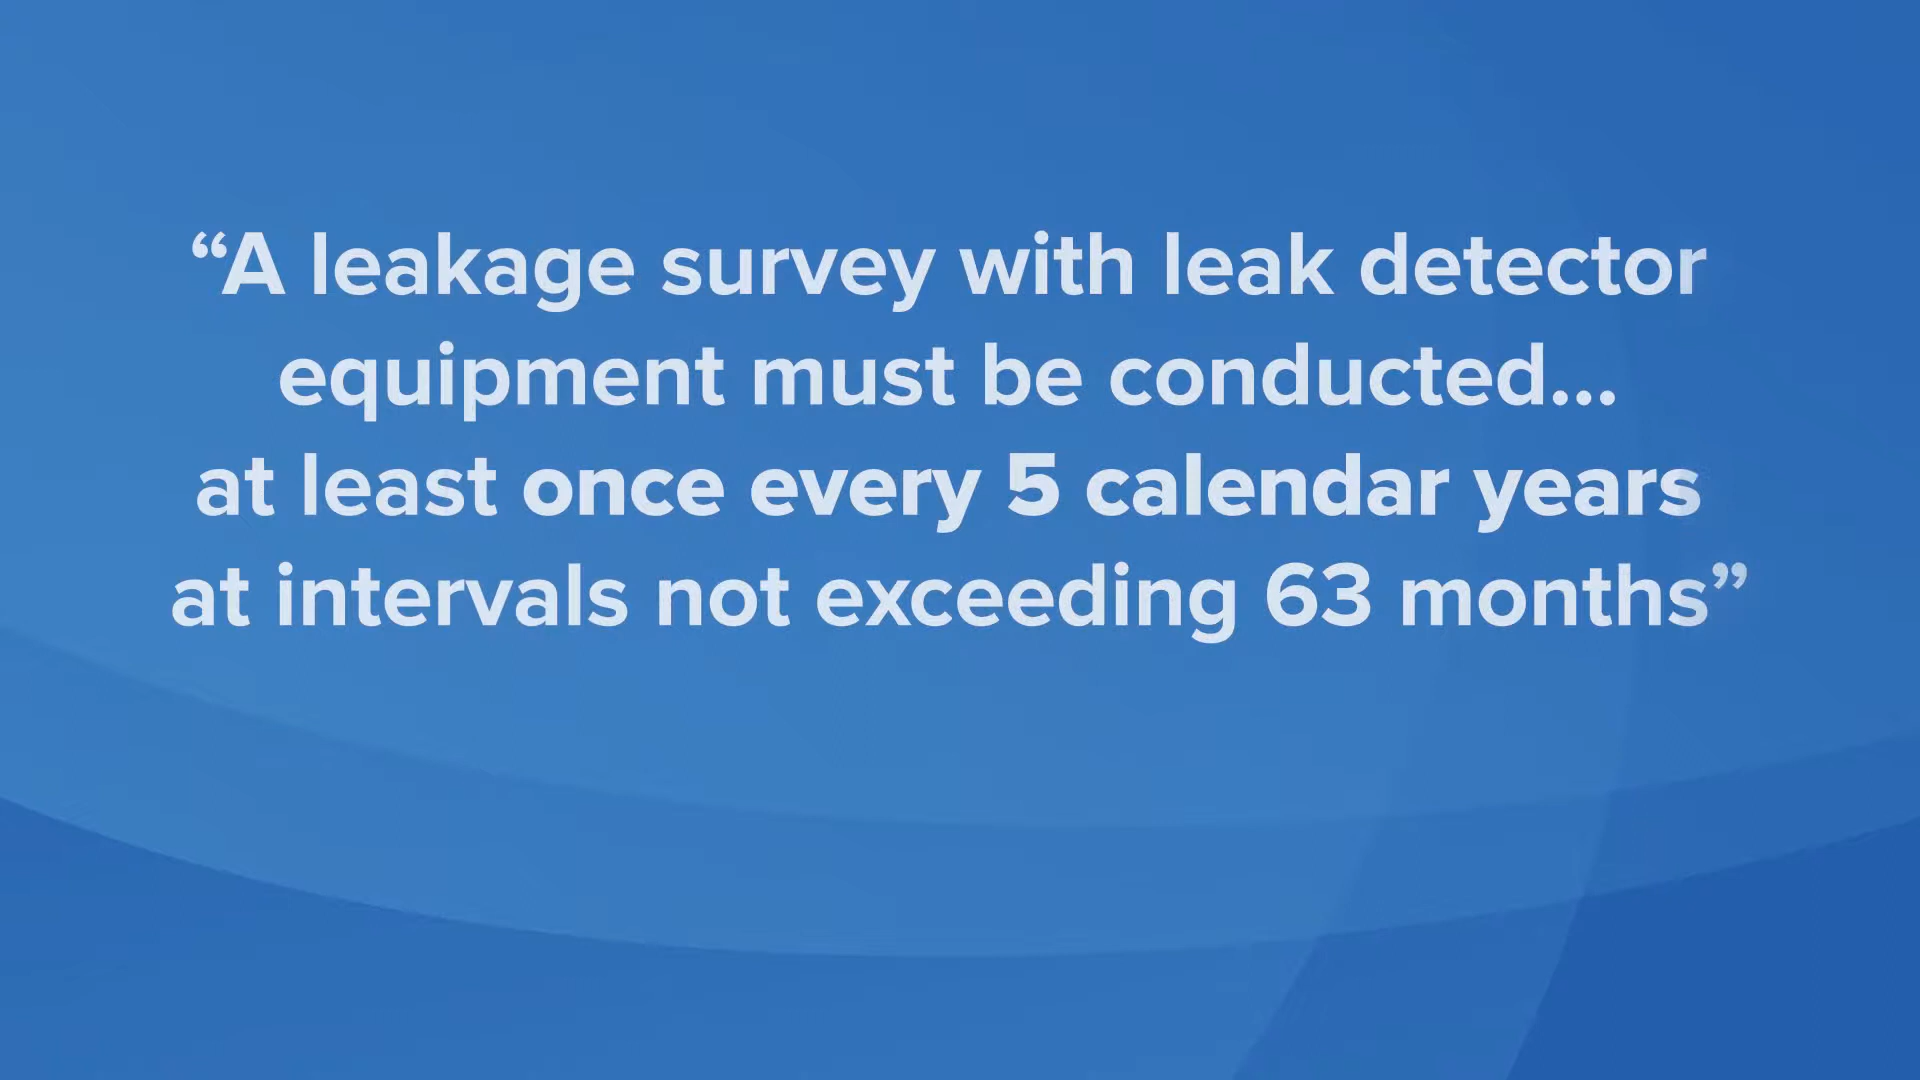 “A leakage survey with leak detector
equipment must be conducted...
at least once every 5 calendar years
at intervals not exceeding 63 months”